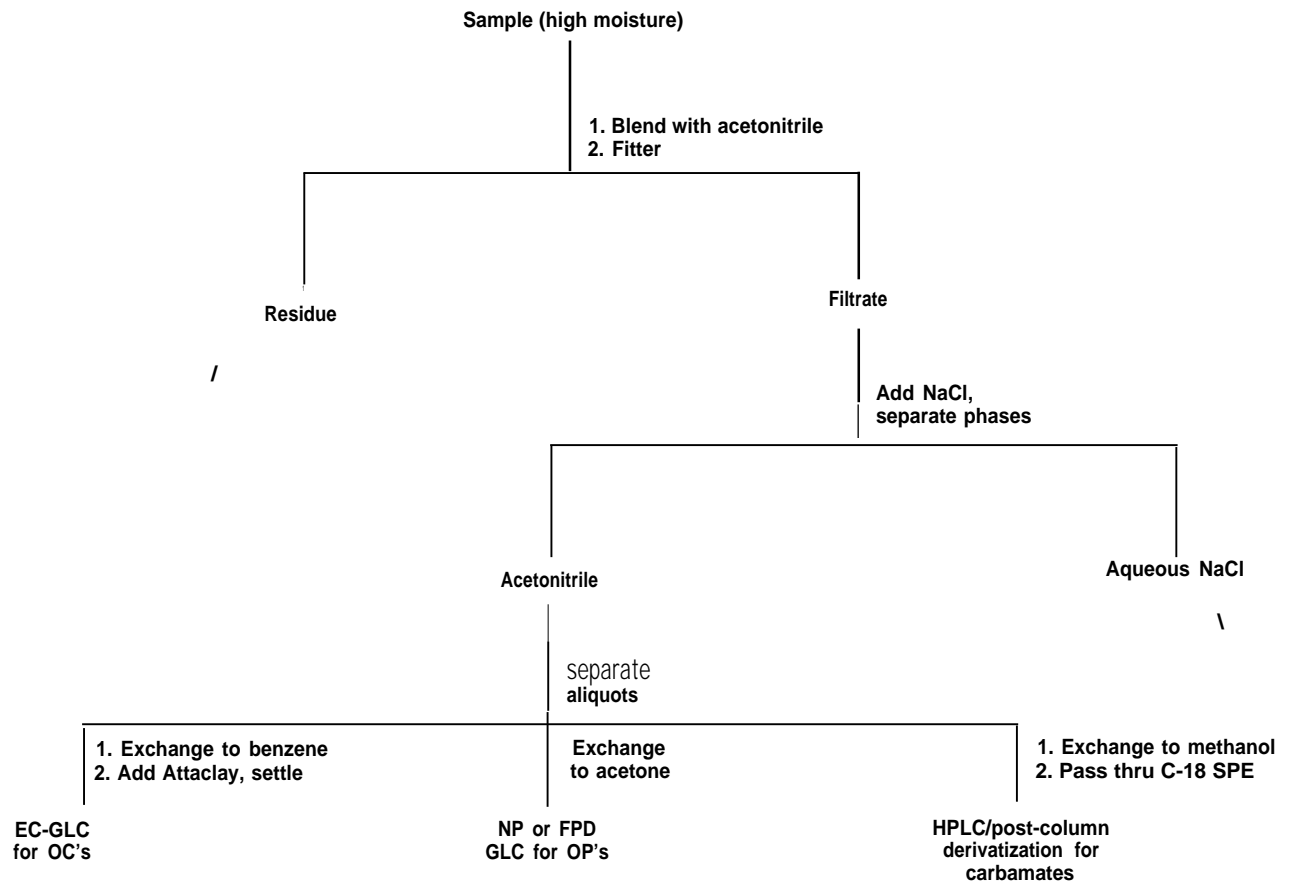 Sample (high moisture)
1. Blend with acetonitrile
2. Fitter
Residue
Filtrate
/
Add NaCl,
separate phases
Acetonitrile
Aqueous NaCl
\
separate
aliquots
1. Exchange to benzene
2. Add Attaclay, settle
Exchange
to acetone
1. Exchange to methanol
2. Pass thru C-18 SPE
EC-GLC
for OC's
NP or FPD
GLC for OP's
HPLC/post-column
derivatization for
carbamates